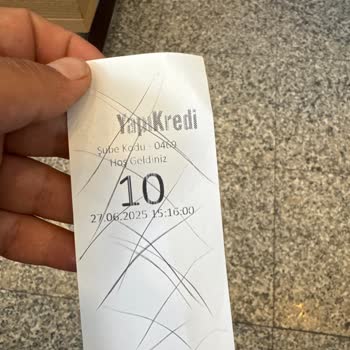 YapıKredi
Şube Kodu : 0469
Hoş Geldiniz
10
27.06.2025 15:16:00